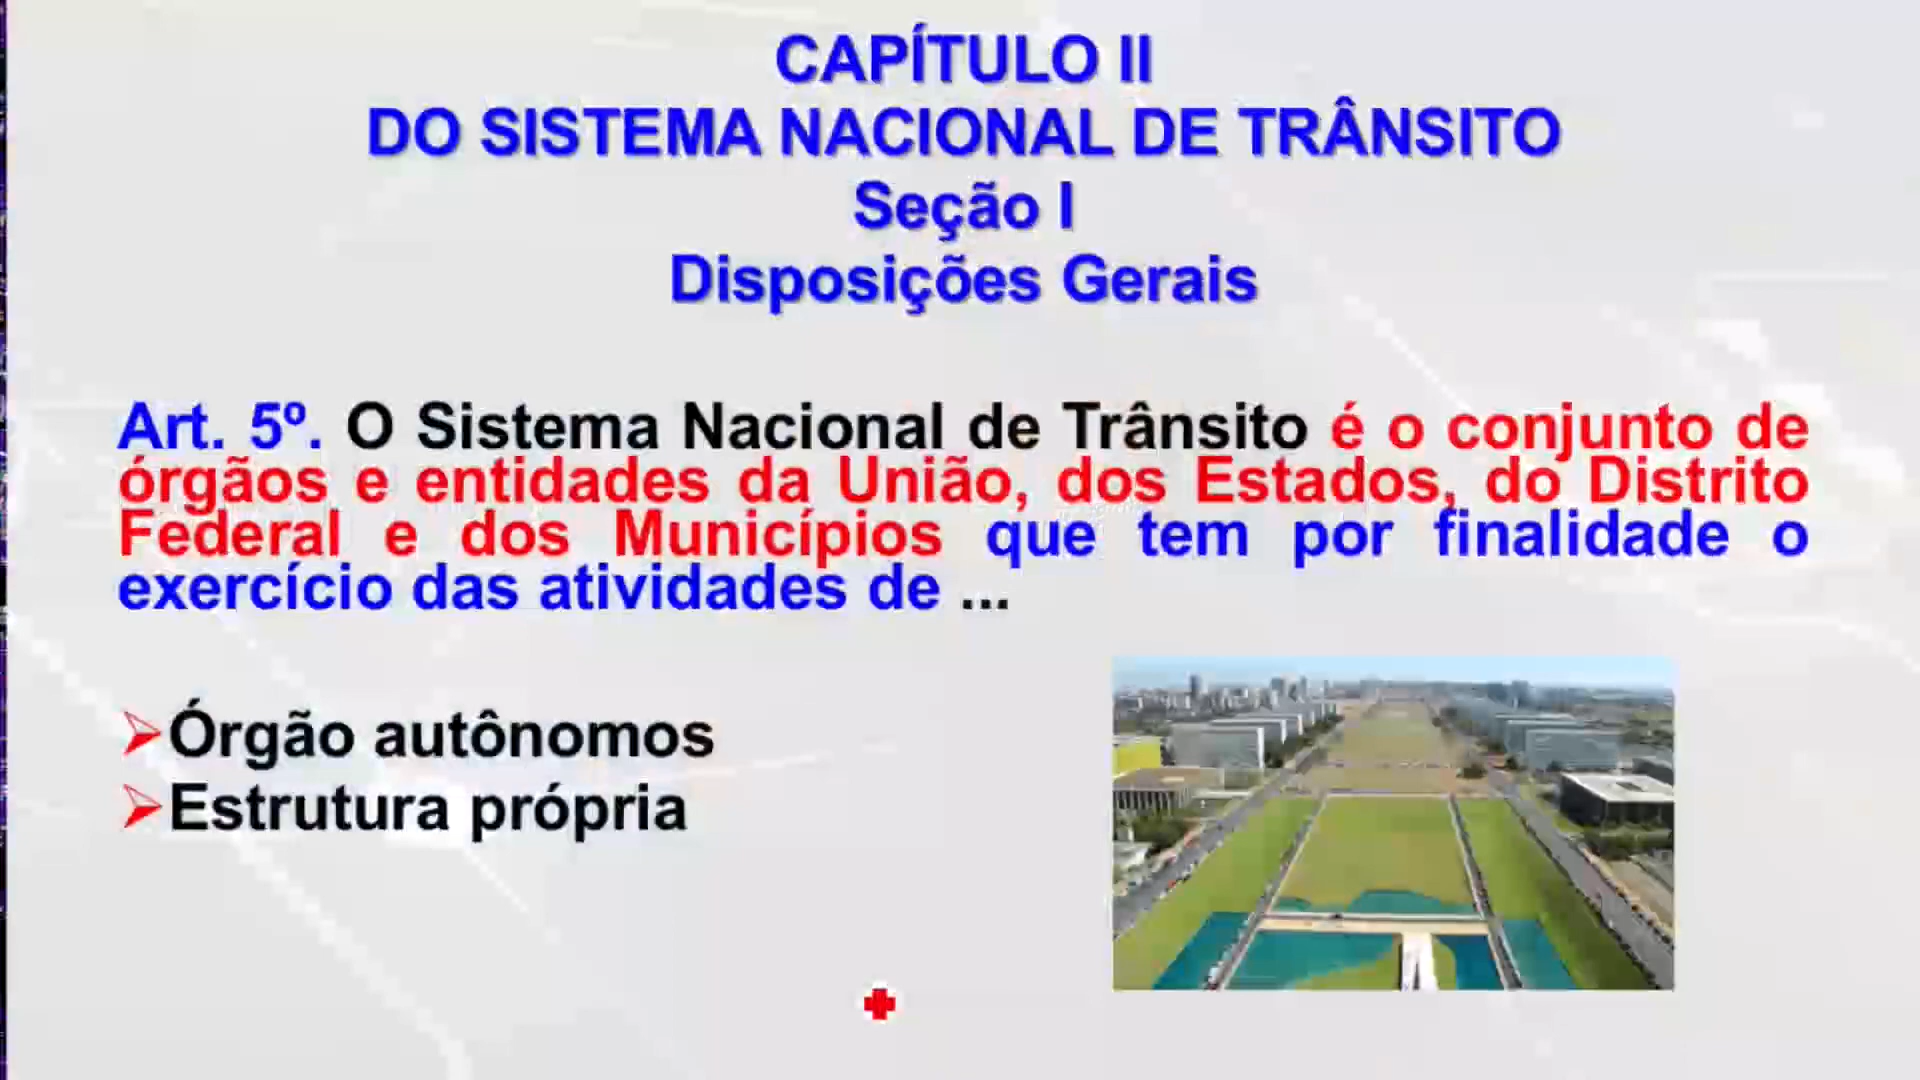 CAPÍTULO II
DO SISTEMA NACIONAL DE TRÂNSITO
Seção I
Disposições Gerais
Art. 5º. O Sistema Nacional de Trânsito é o conjunto de
órgãos e entidades da União, dos Estados, do Distrito
Federal e dos Municípios que tem por finalidade o
exercício das atividades de ...
Órgão autônomos
Estrutura própria